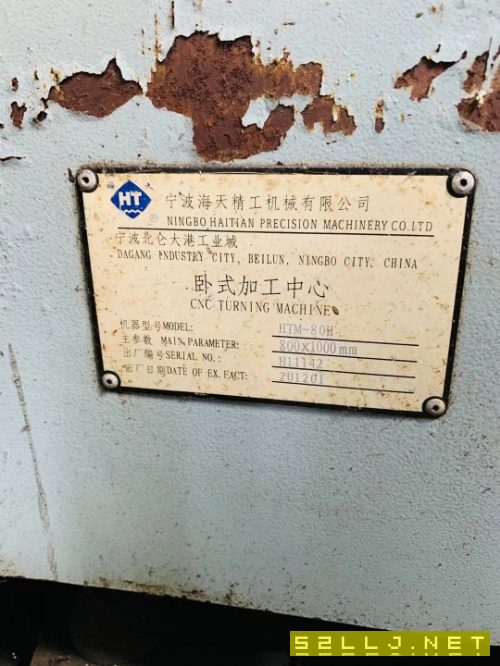 海 天
HT
®
宁波海天精工机械有限公司
NINGBO HAITIAN PRECISION MACHINERY CO.LTD
宁波北仑大港工业城
DAGANG INDUSTRY CITY, BEILUN, NINGBO CITY, CHINA
卧式加工中心
CNC TURNING MACHINE
机器型号MODEL: HTM-80H
主参数 MAIN PARAMETER: 800×1000mm
出厂编号SERIAL NO.: H11142
出厂日期DATE OF EX. FACT: 201201
52LLJ.NET